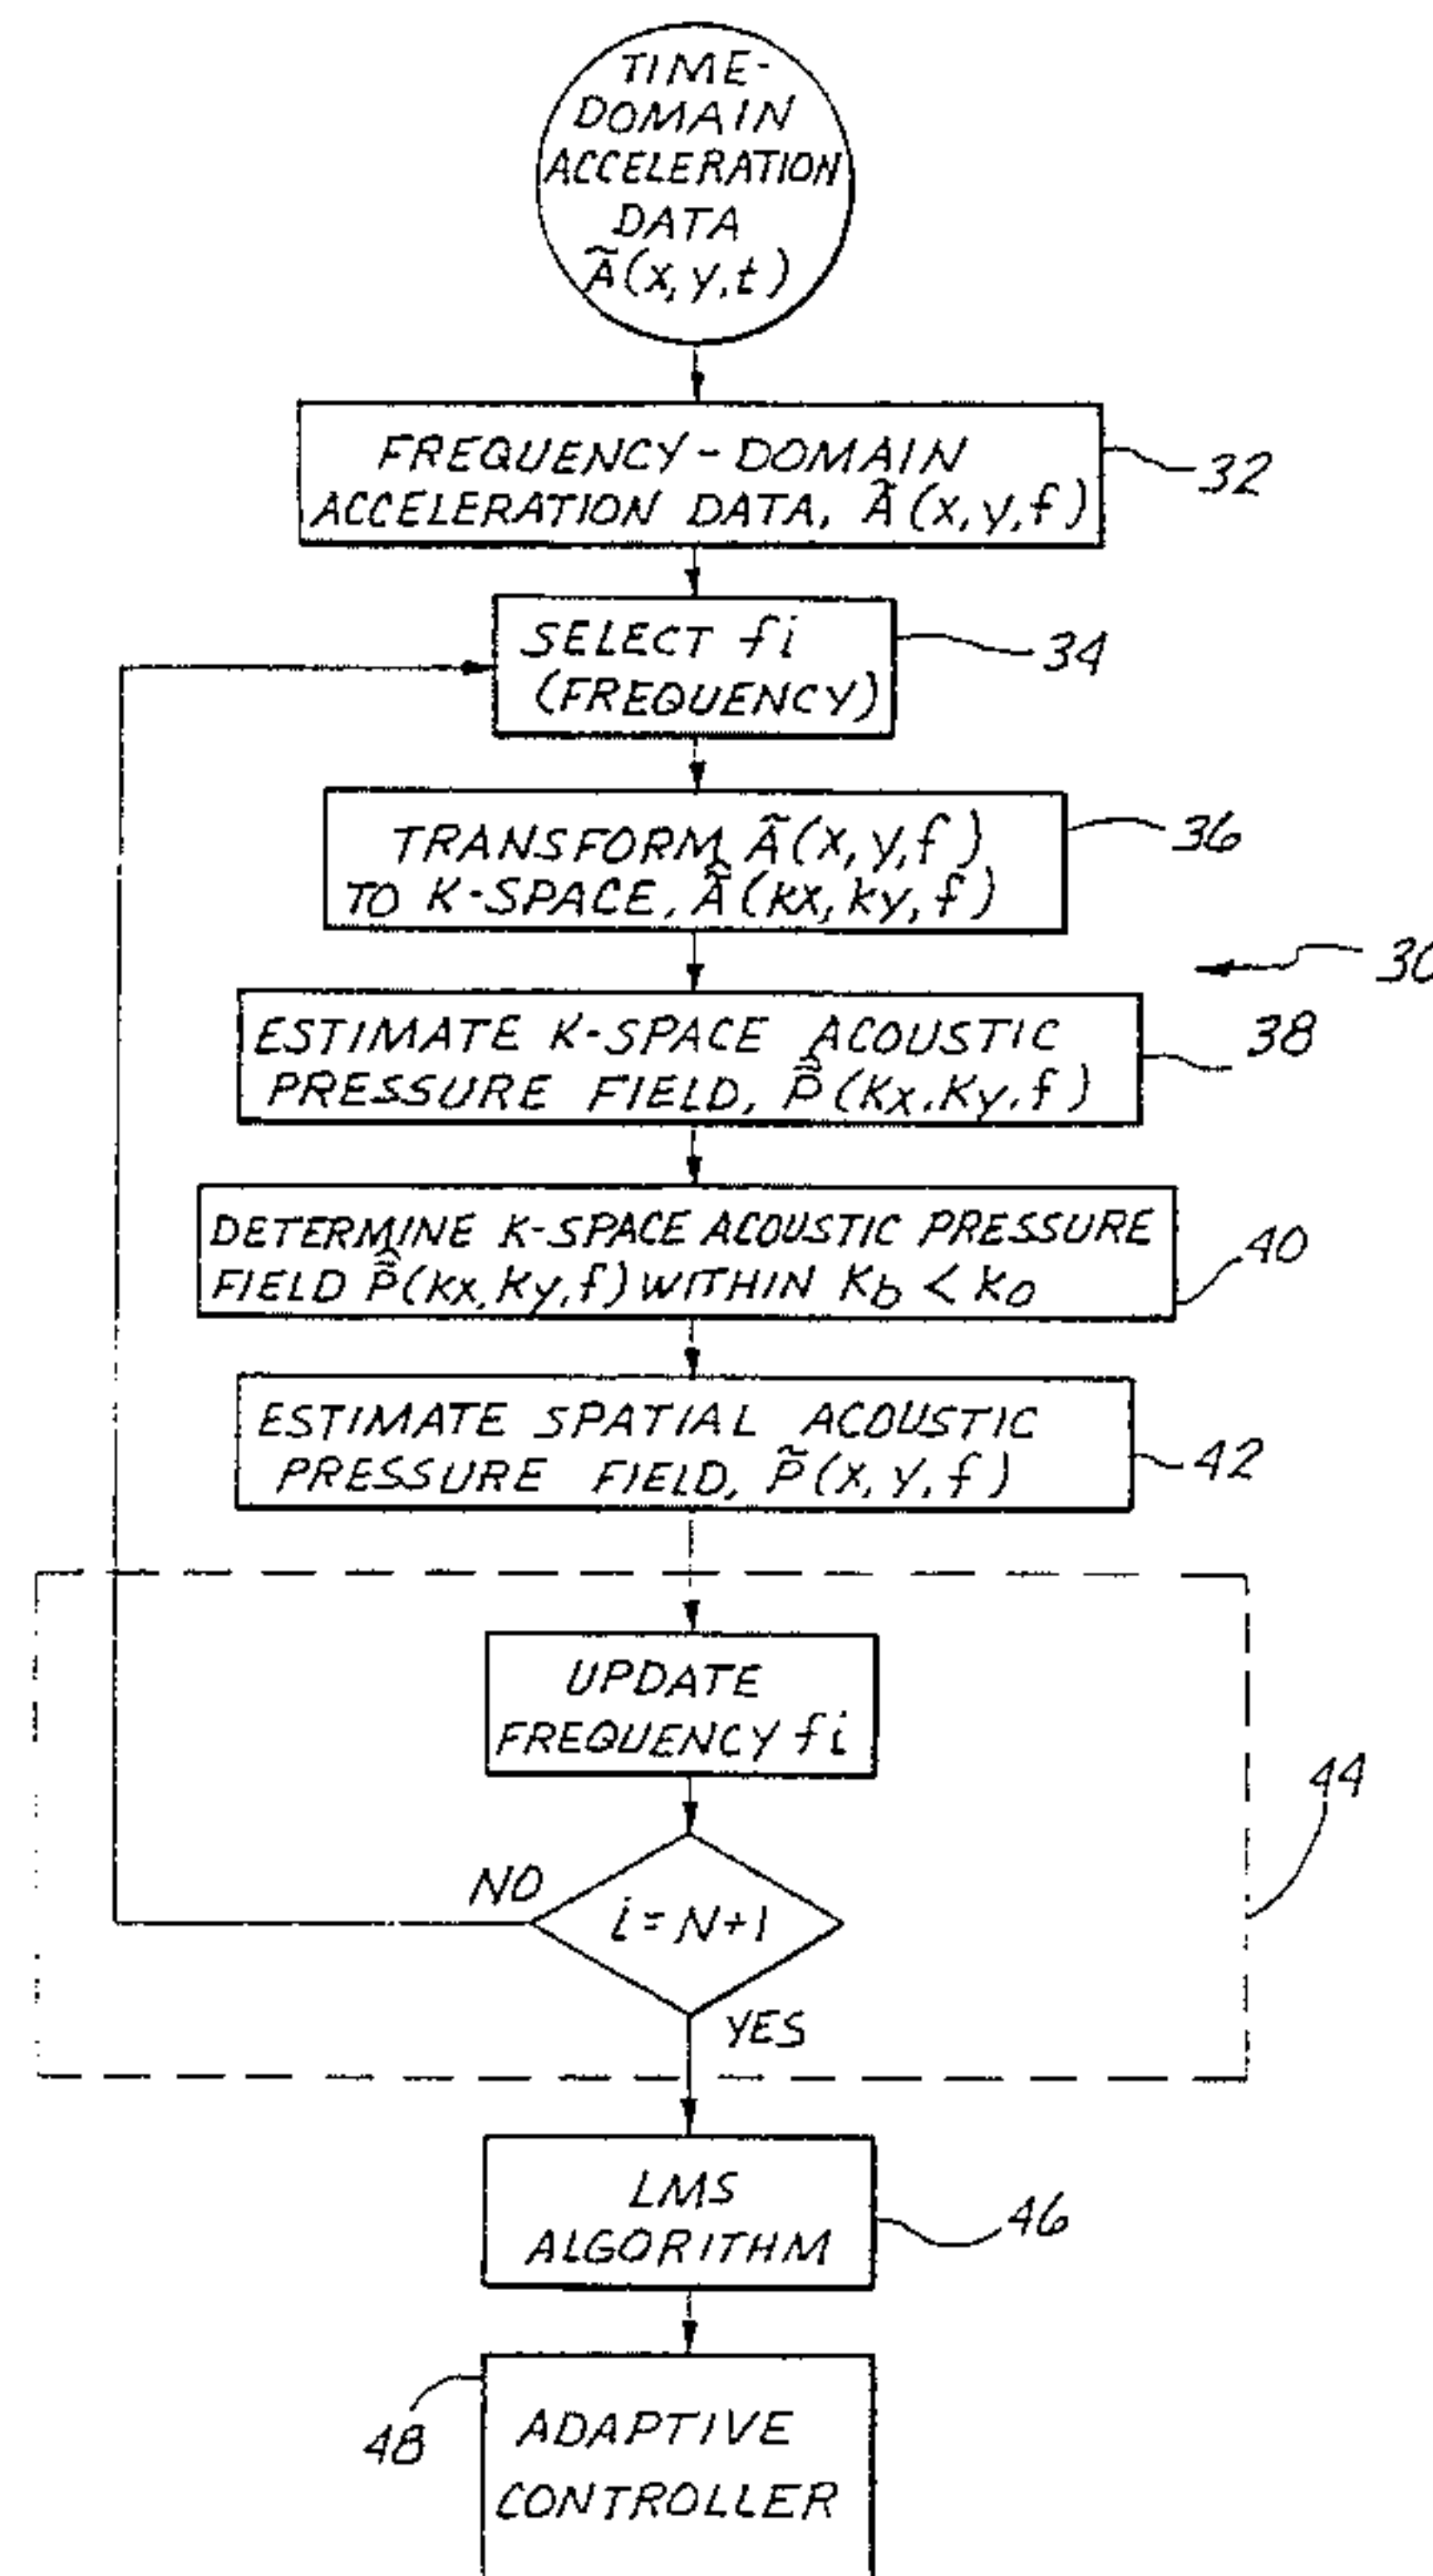 TIME-
DOMAIN
ACCELERATION
DATA
Ã(x,y,t)
FREQUENCY-DOMAIN
ACCELERATION DATA, Ã(x,y,f)
32
SELECT fi
(FREQUENCY)
34
TRANSFORM Ã(x,y,f)
TO K-SPACE, Ã̂(kx,ky,f)
36
30
ESTIMATE K-SPACE ACOUSTIC
PRESSURE FIELD, P̃̂(Kx,Ky,f)
38
DETERMINE K-SPACE ACOUSTIC PRESSURE
FIELD P̃̂(kx,Ky,f) WITHIN Kb < Ko
40
ESTIMATE SPATIAL ACOUSTIC
PRESSURE FIELD, P̃(x,y,f)
42
UPDATE
FREQUENCY fi
44
NO
i=N+1
YES
LMS
ALGORITHM
46
48
ADAPTIVE
CONTROLLER